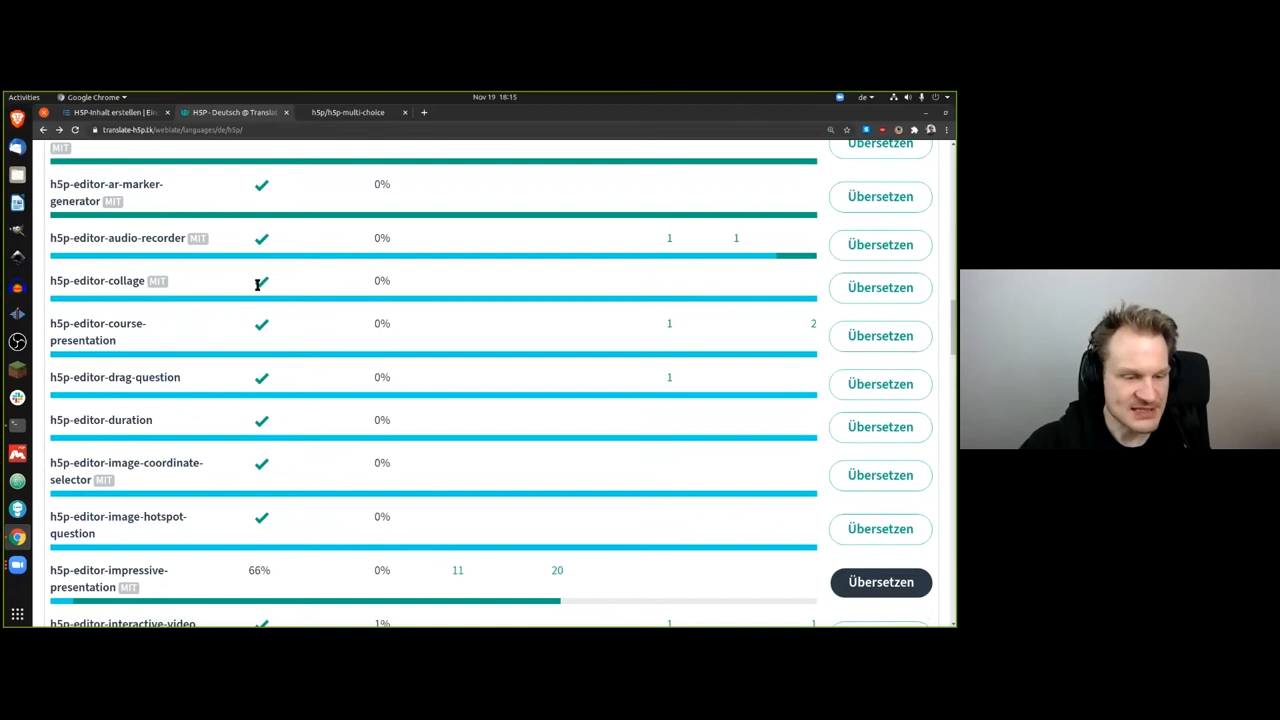 Activities
Google Chrome
Nov 19 18:15
de
H5P-Inhalt erstellen | Ein
H5P - Deutsch @ Translat
h5p/h5p-multi-choice
translate-h5p.tk/weblate/languages/de/h5p/
MIT
Übersetzen
h5p-editor-ar-marker-
generator MIT
0%
Übersetzen
h5p-editor-audio-recorder MIT
0%
1
1
Übersetzen
h5p-editor-collage MIT
0%
Übersetzen
h5p-editor-course-
presentation
0%
1
2
Übersetzen
h5p-editor-drag-question
0%
1
Übersetzen
h5p-editor-duration
0%
Übersetzen
h5p-editor-image-coordinate-
selector MIT
0%
Übersetzen
h5p-editor-image-hotspot-
question
0%
Übersetzen
h5p-editor-impressive-
presentation MIT
66%
0%
11
20
Übersetzen
h5p-editor-interactive-video
1%
1
1